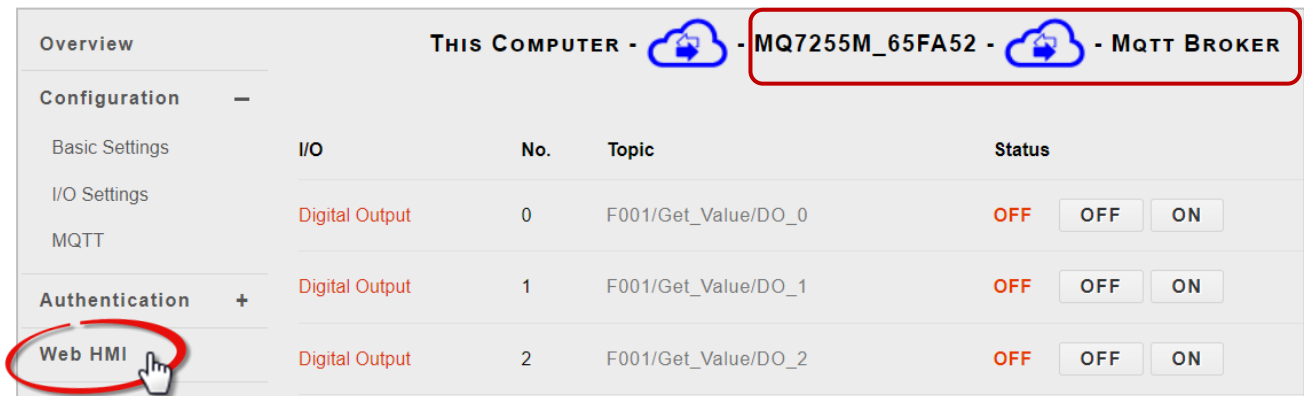 THIS COMPUTER - - MQ7255M_65FA52 - - MQTT BROKER
Overview
Configuration −
Basic Settings
I/O Settings
MQTT
Authentication +
Web HMI
I/O No. Topic Status
Digital Output 0 F001/Get_Value/DO_0 OFF OFF ON
Digital Output 1 F001/Get_Value/DO_1 OFF OFF ON
Digital Output 2 F001/Get_Value/DO_2 OFF OFF ON